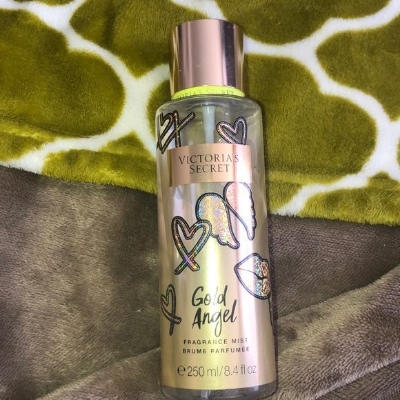 VICTORIA'S
SECRET
Gold
Angel
FRAGRANCE MIST
BRUME PARFUMÉE
℮ 250 ml/8.4 fl oz